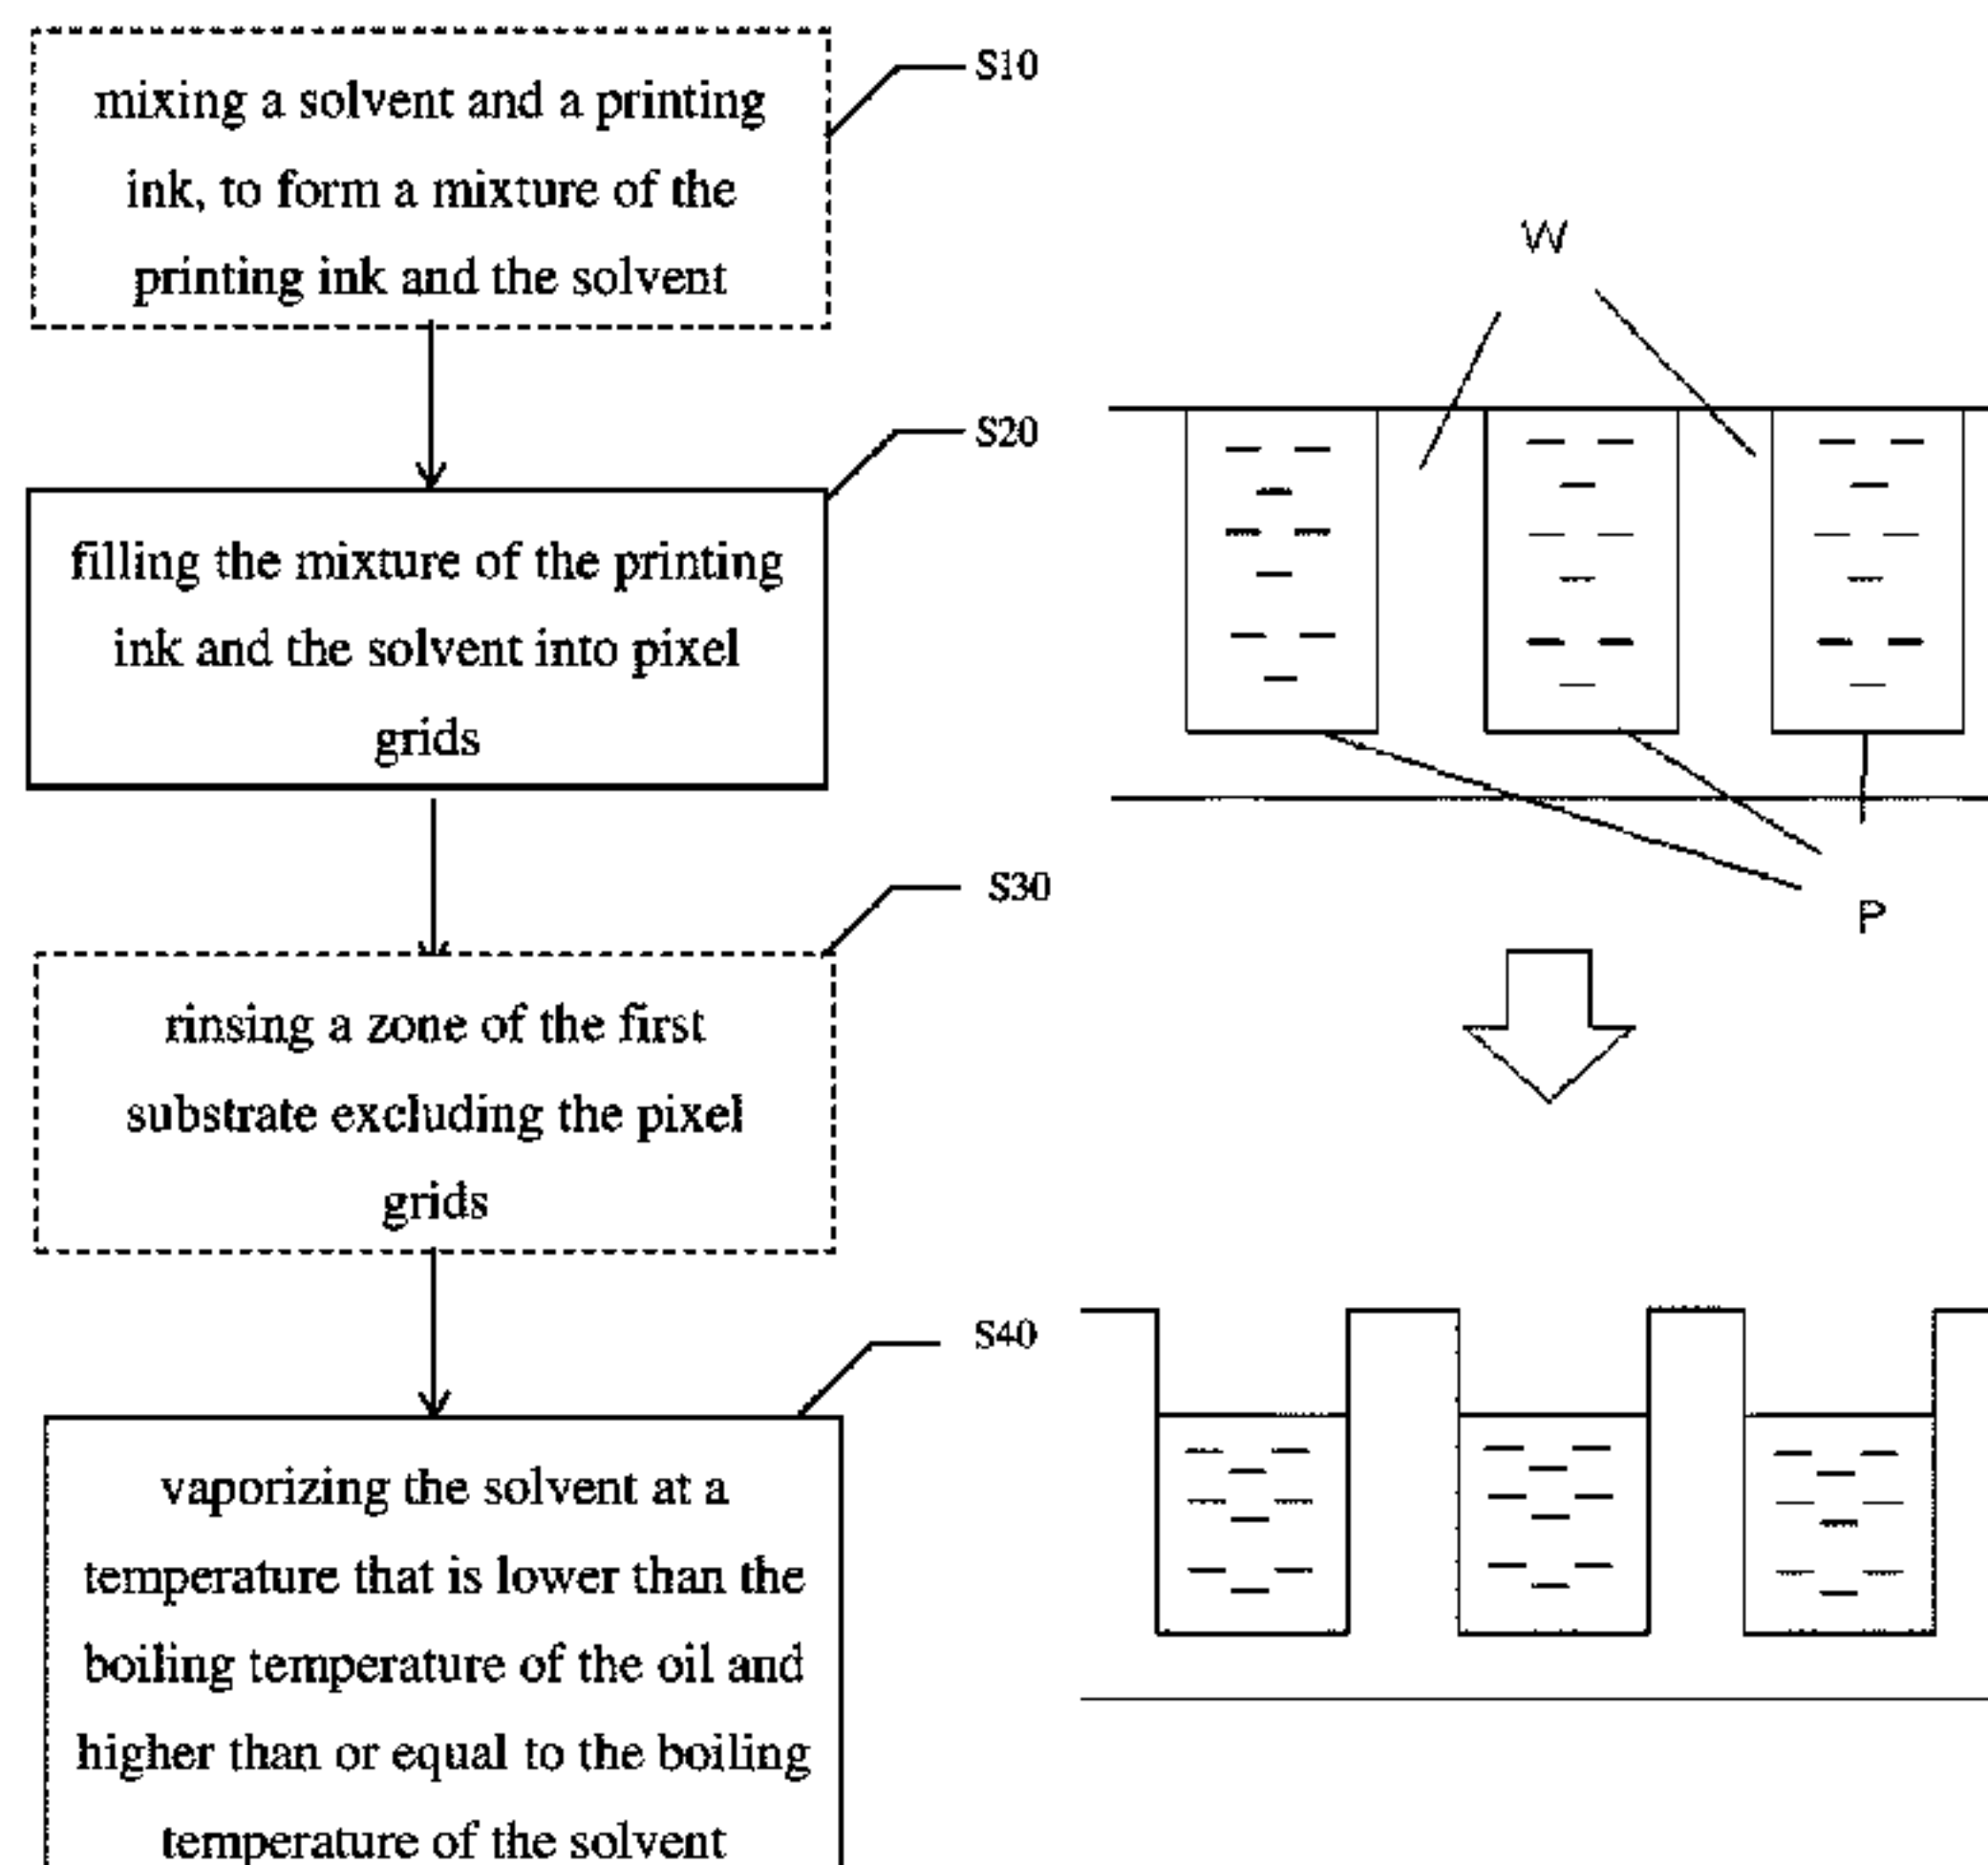 mixing a solvent and a printing
ink, to form a mixture of the
printing ink and the solvent
S10
filling the mixture of the printing
ink and the solvent into pixel
grids
S20
rinsing a zone of the first
substrate excluding the pixel
grids
S30
vaporizing the solvent at a
temperature that is lower than the
boiling temperature of the oil and
higher than or equal to the boiling
temperature of the solvent
S40
W
P